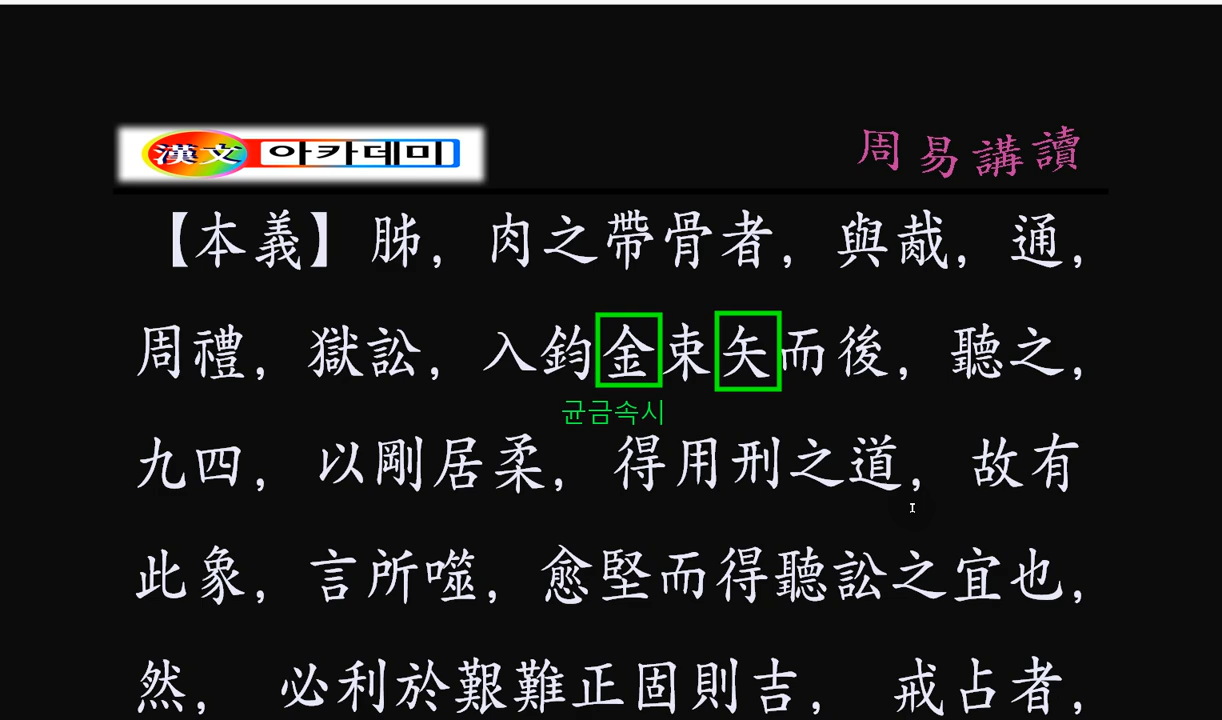 漢文 아카데미
周易講讀
【本義】胏, 肉之帶骨者, 與胾, 通,
周禮, 獄訟, 入鈞金束矢而後, 聽之,
균금속시
九四, 以剛居柔, 得用刑之道, 故有
此象, 言所噬, 愈堅而得聽訟之宜也,
然, 必利於艱難正固則吉, 戒占者,